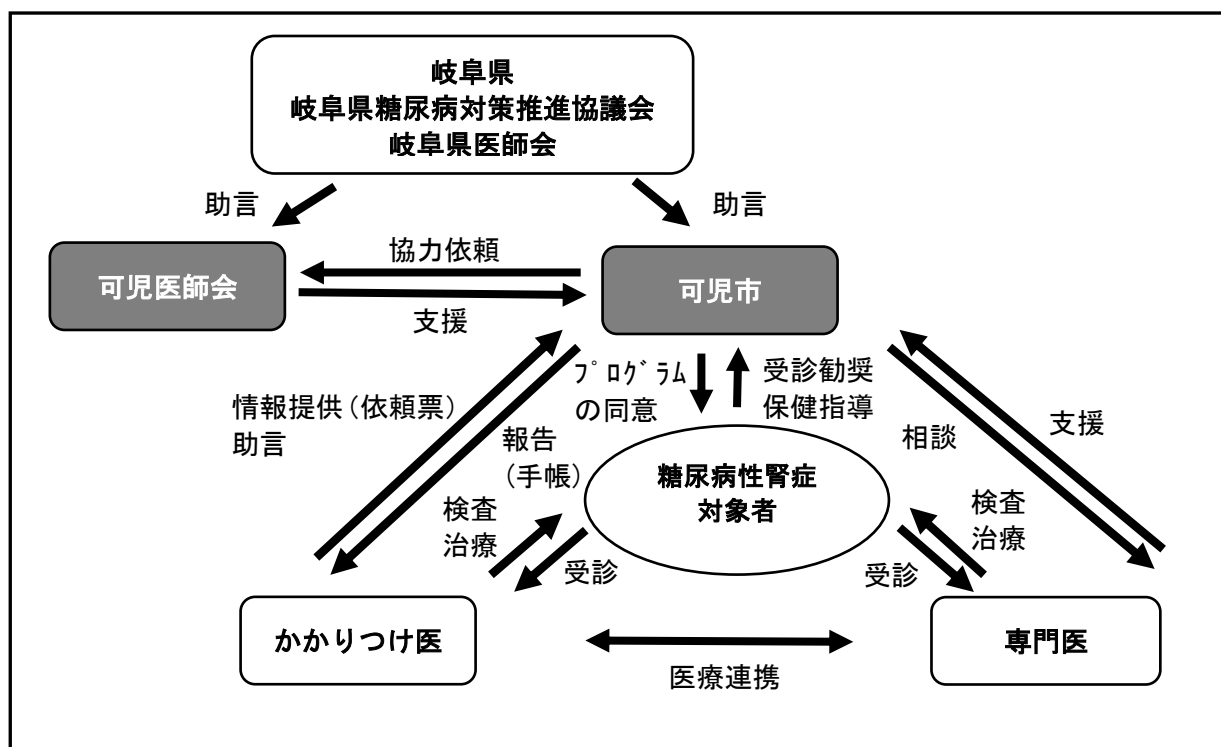 岐阜県
岐阜県糖尿病対策推進協議会
岐阜県医師会
助言
助言
可児医師会
協力依頼
支援
可児市
情報提供(依頼票)
助言
報告
(手帳)
ﾌﾟﾛｸﾞﾗﾑ
の同意
受診勧奨
保健指導
相談
支援
糖尿病性腎症
対象者
検査
治療
受診
受診
検査
治療
かかりつけ医
医療連携
専門医